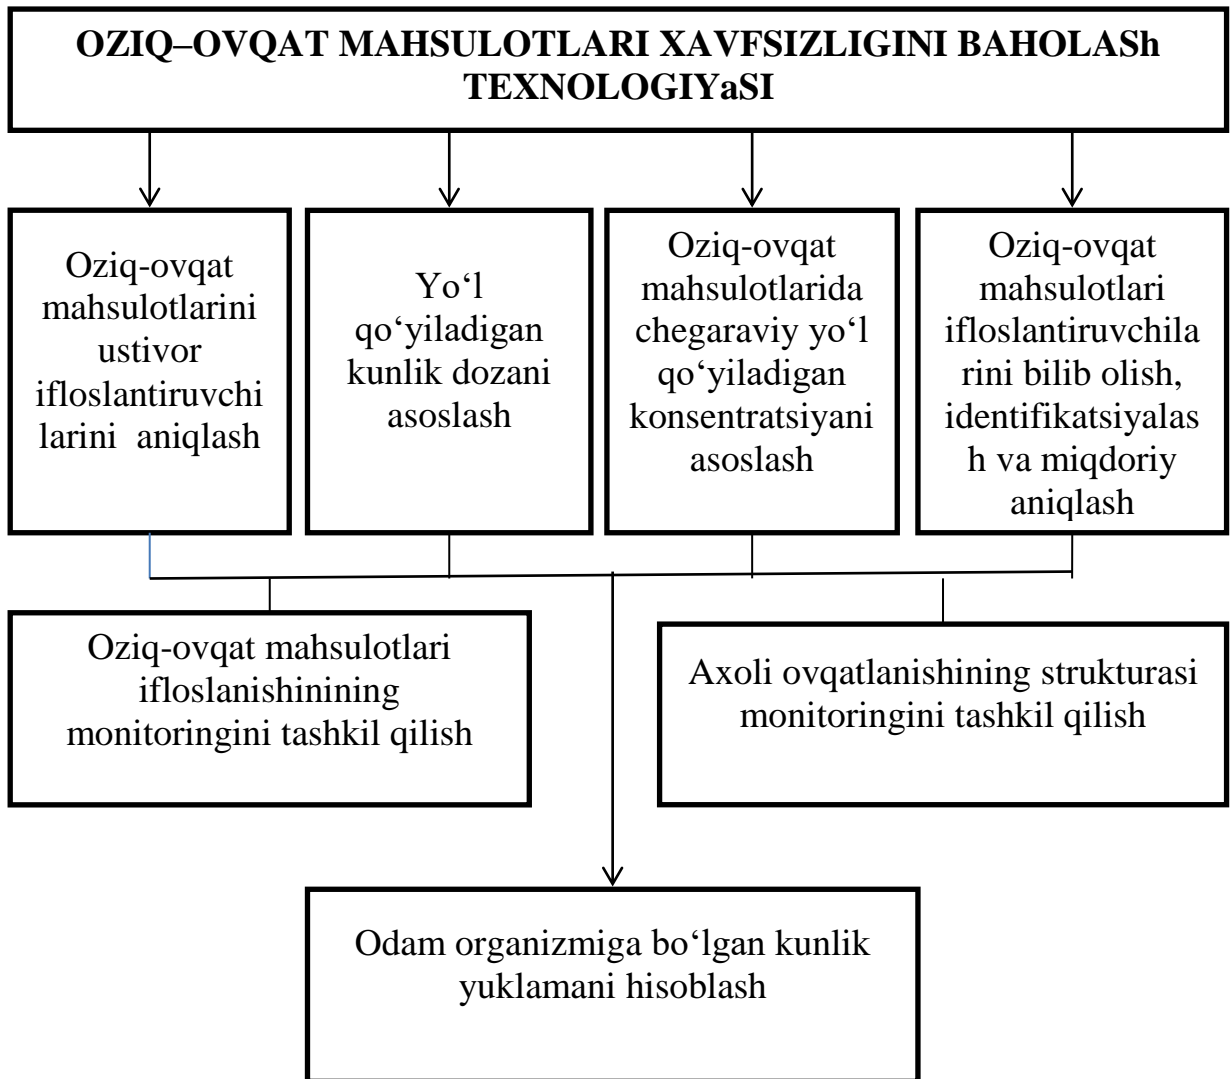 OZIQ–OVQAT MAHSULOTLARI XAVFSIZLIGINI BAHOLASh
TEXNOLOGIYaSI
Oziq-ovqat
mahsulotlarini
ustivor
ifloslantiruvchi
larini aniqlash
Yo‘l
qo‘yiladigan
kunlik dozani
asoslash
Oziq-ovqat
mahsulotlarida
chegaraviy yo‘l
qo‘yiladigan
konsentratsiyani
asoslash
Oziq-ovqat
mahsulotlari
ifloslantiruvchila
rini bilib olish,
identifikatsiyalas
h va miqdoriy
aniqlash
Oziq-ovqat mahsulotlari
ifloslanishinining
monitoringini tashkil qilish
Axoli ovqatlanishining strukturasi
monitoringini tashkil qilish
Odam organizmiga bo‘lgan kunlik
yuklamani hisoblash